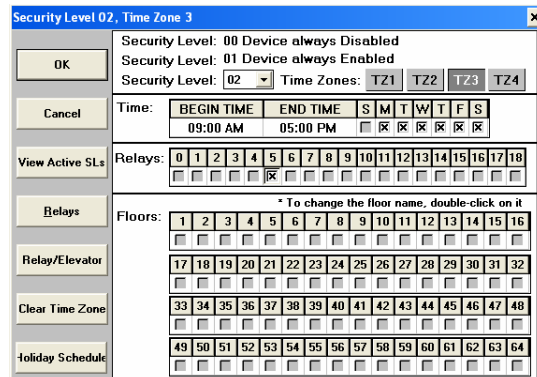 Security Level 02, Time Zone 3
Security Level: 00 Device always Disabled
Security Level: 01 Device always Enabled
Security Level: 02 Time Zones: TZ1 TZ2 TZ3 TZ4
OK
Cancel
View Active SLs
Relays
Relay/Elevator
Clear Time Zone
Holiday Schedule
Time: BEGIN TIME END TIME S M T W T F S
09:00 AM 05:00 PM
Relays: 0 1 2 3 4 5 6 7 8 9 10 11 12 13 14 15 16 17 18
* To change the floor name, double-click on it
Floors: 1 2 3 4 5 6 7 8 9 10 11 12 13 14 15 16
17 18 19 20 21 22 23 24 25 26 27 28 29 30 31 32
33 34 35 36 37 38 39 40 41 42 43 44 45 46 47 48
49 50 51 52 53 54 55 56 57 58 59 60 61 62 63 64